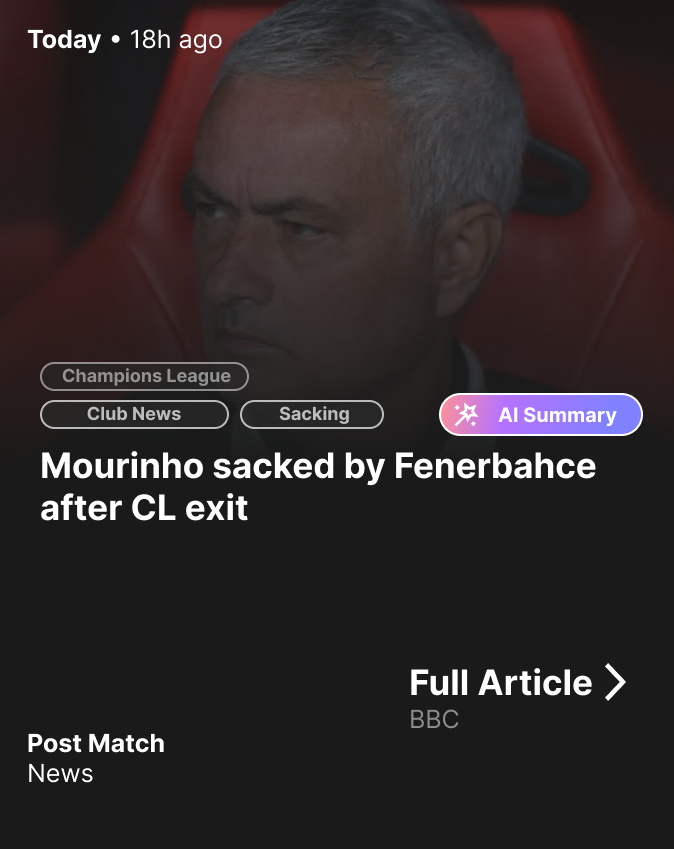 Today • 18h ago
Champions League
Club News
Sacking
AI Summary
Mourinho sacked by Fenerbahce
after CL exit
Full Article
BBC
Post Match
News